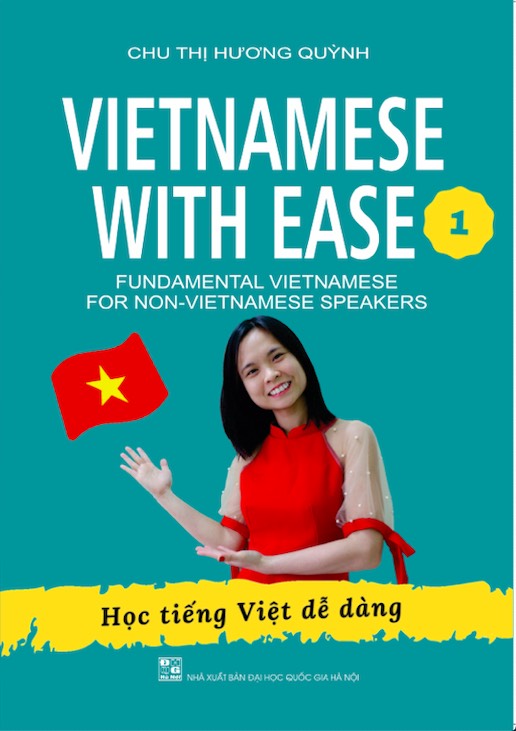 CHU THỊ HƯƠNG QUỲNH
VIETNAMESE
WITH EASE
1
FUNDAMENTAL VIETNAMESE
FOR NON-VIETNAMESE SPEAKERS
Học tiếng Việt dễ dàng
NHÀ XUẤT BẢN ĐẠI HỌC QUỐC GIA HÀ NỘI